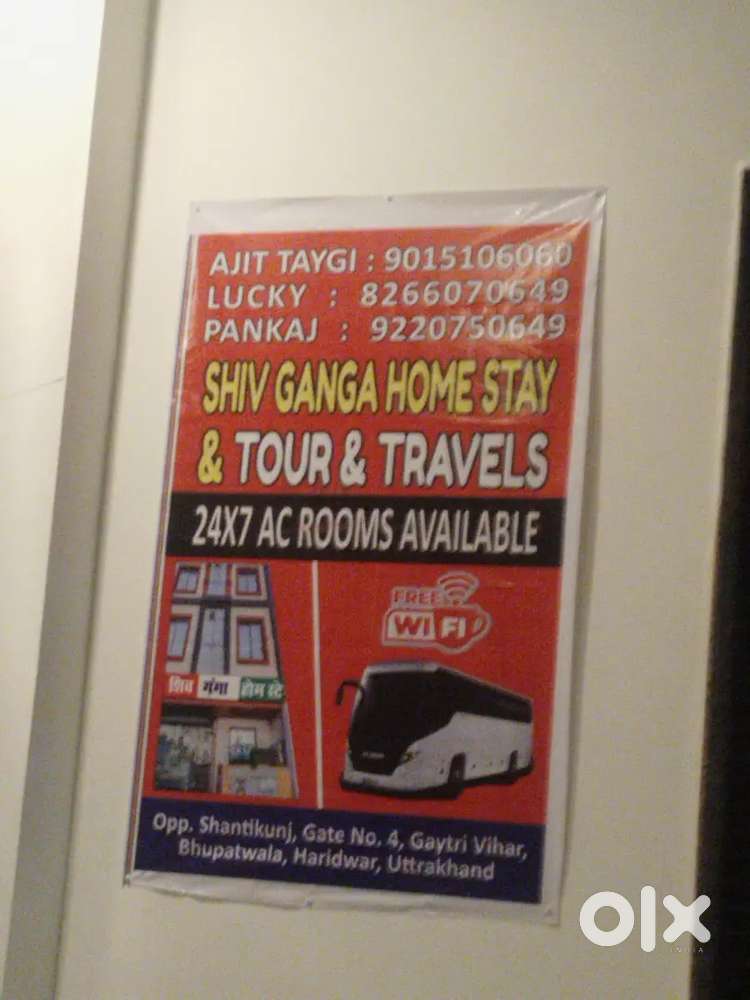 AJIT TAYGI : 9015106060
LUCKY : 8266070649
PANKAJ : 9220750649
SHIV GANGA HOME STAY
& TOUR & TRAVELS
24X7 AC ROOMS AVAILABLE
FREE
WI FI
शिव गंगा होम स्टे
Opp. Shantikunj, Gate No. 4, Gaytri Vihar,
Bhupatwala, Haridwar, Uttrakhand
olx
INDIA